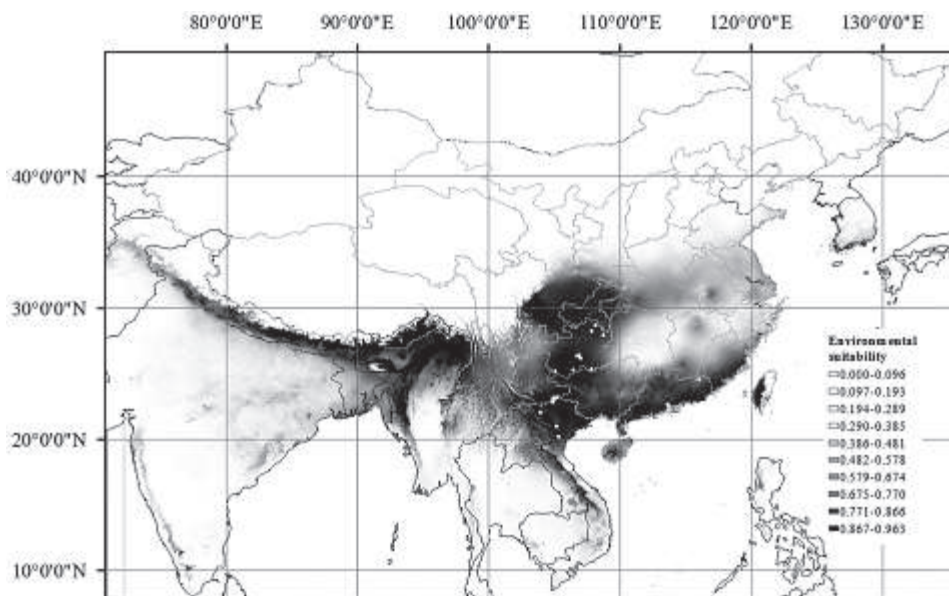 80°0'0"E 90°0'0"E 100°0'0"E 110°0'0"E 120°0'0"E 130°0'0"E
40°0'0"N
30°0'0"N
20°0'0"N
10°0'0"N
Environmental
suitability
0.000-0.096
0.097-0.193
0.194-0.289
0.290-0.385
0.386-0.481
0.482-0.578
0.579-0.674
0.675-0.770
0.771-0.866
0.867-0.963